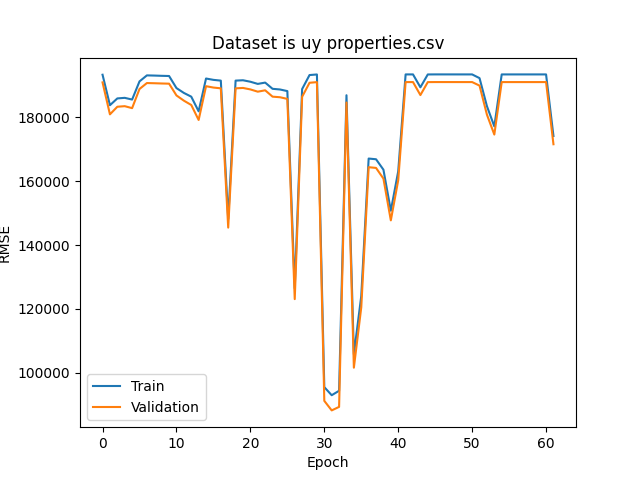 Dataset is uy properties.csv
180000
160000
140000
120000
100000
RMSE
Train
Validation
0 10 20 30 40 50 60
Epoch